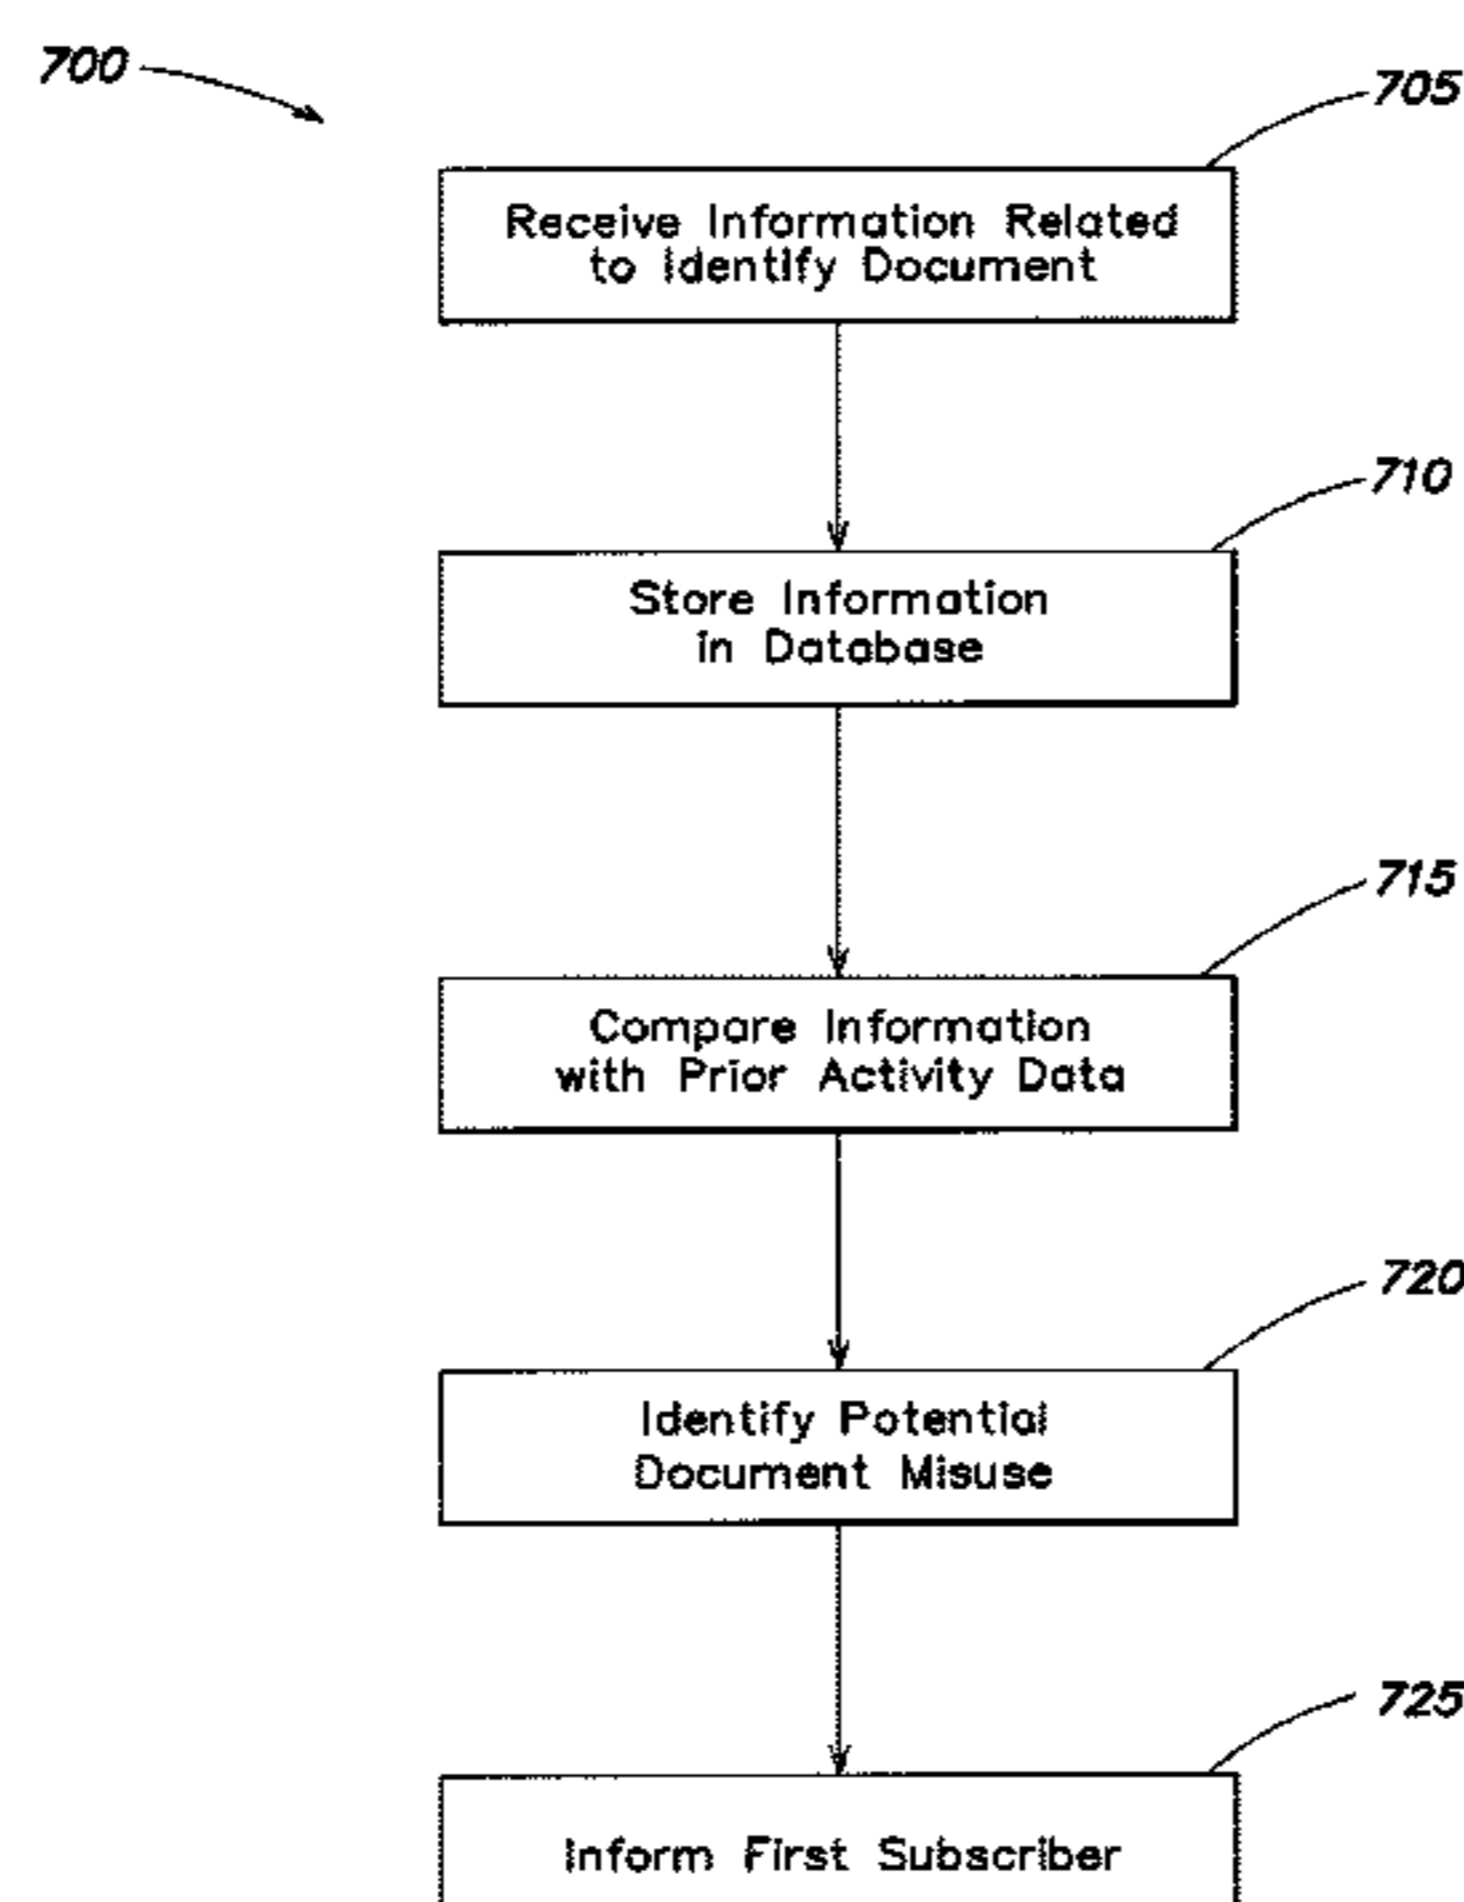 700
705
Receive Information Related
to Identify Document
710
Store Information
in Database
715
Compare Information
with Prior Activity Data
720
Identify Potential
Document Misuse
725
Inform First Subscriber